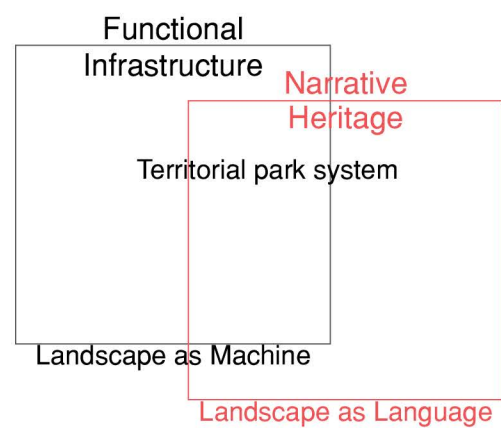 Functional
Infrastructure
Narrative
Heritage
Territorial park system
Landscape as Machine
Landscape as Language